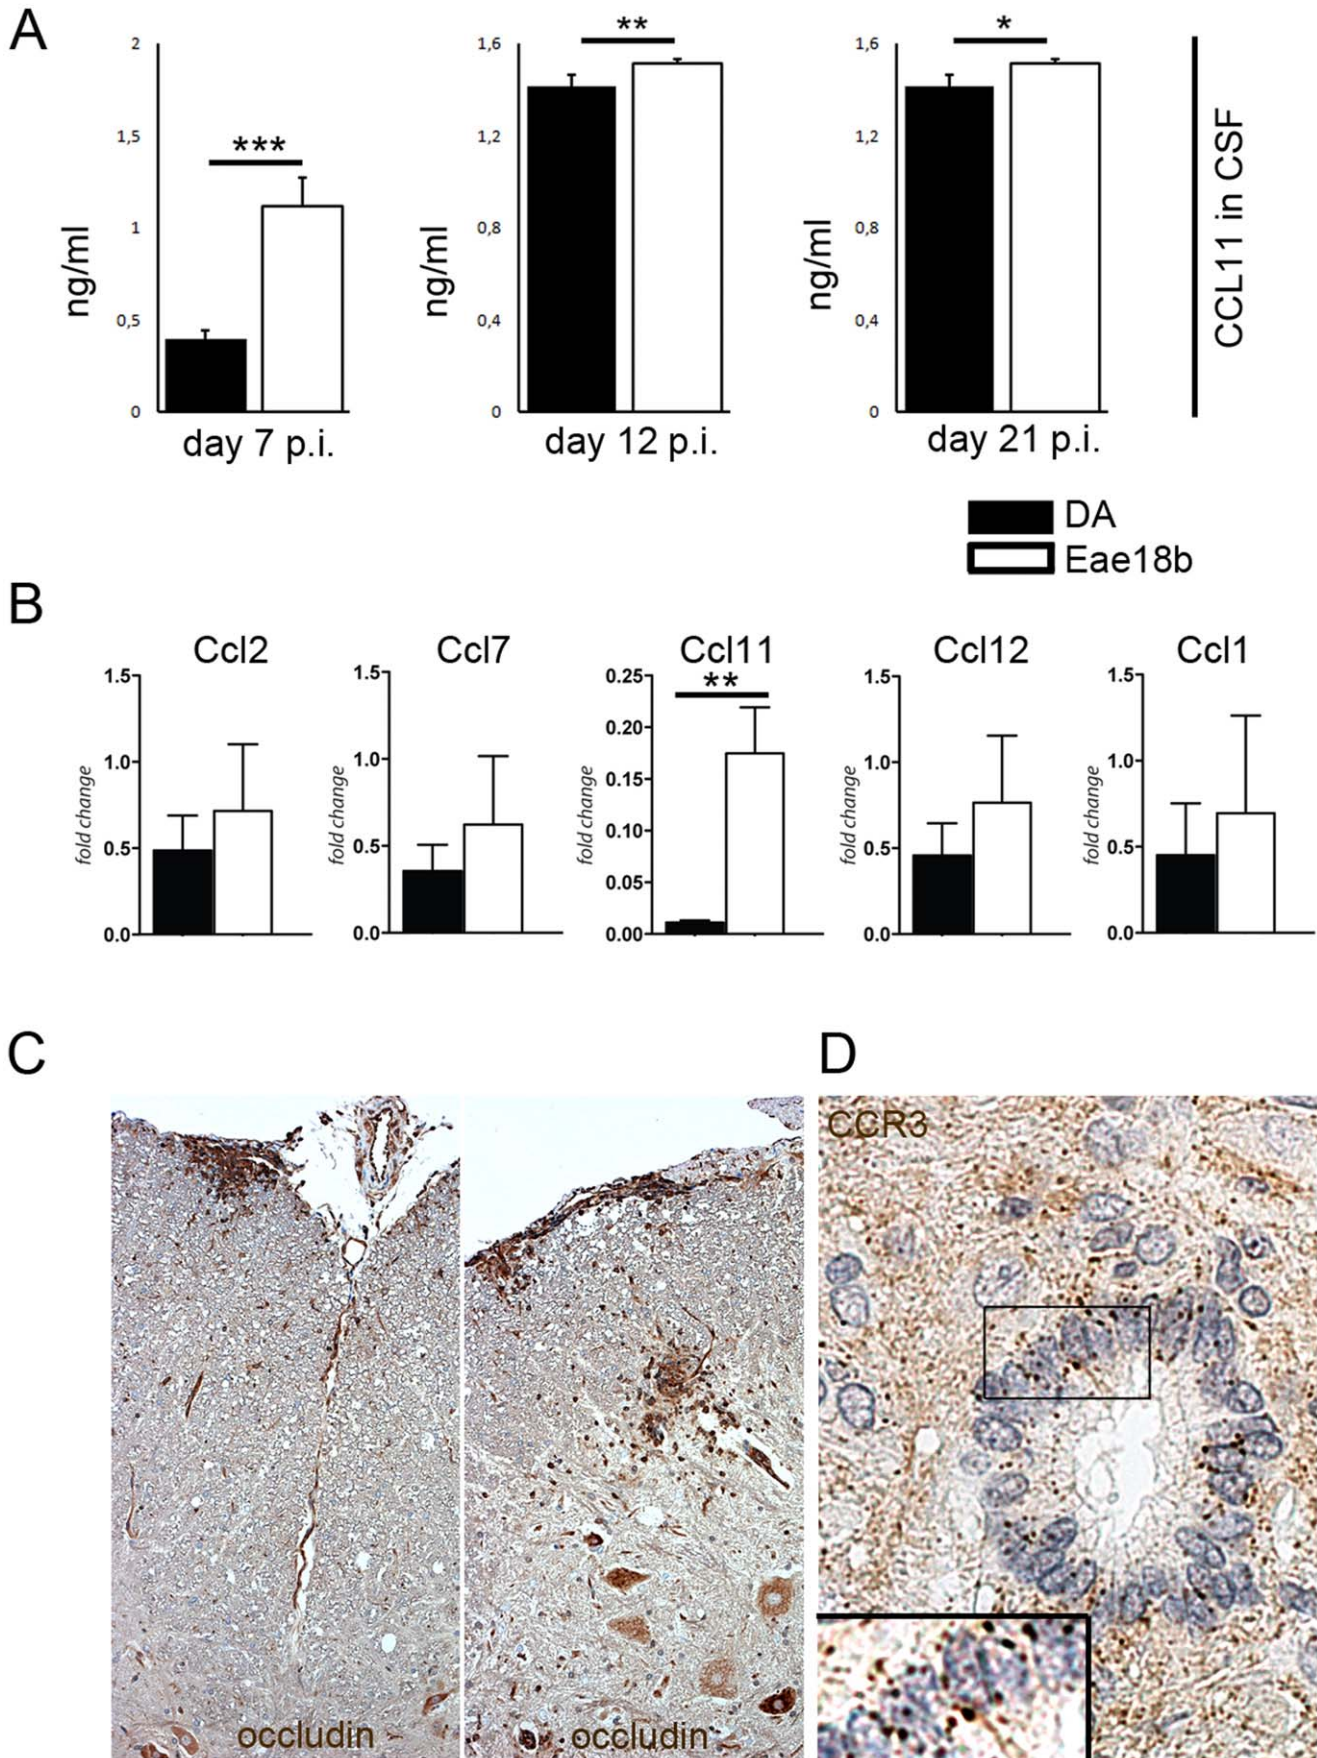 A
2
1,5
1
0,5
0
ng/ml
***
day 7 p.i.
1,6
1,2
0,8
0,4
0
ng/ml
**
day 12 p.i.
1,6
1,2
0,8
0,4
0
ng/ml
*
day 21 p.i.
CCL11 in CSF
DA
Eae18b
B
Ccl2
1.5
1.0
0.5
0.0
fold change
Ccl7
1.5
1.0
0.5
0.0
fold change
Ccl11
**
0.25
0.20
0.15
0.10
0.05
0.00
fold change
Ccl12
1.5
1.0
0.5
0.0
fold change
Ccl1
1.5
1.0
0.5
0.0
fold change
C
occludin
occludin
D
CCR3